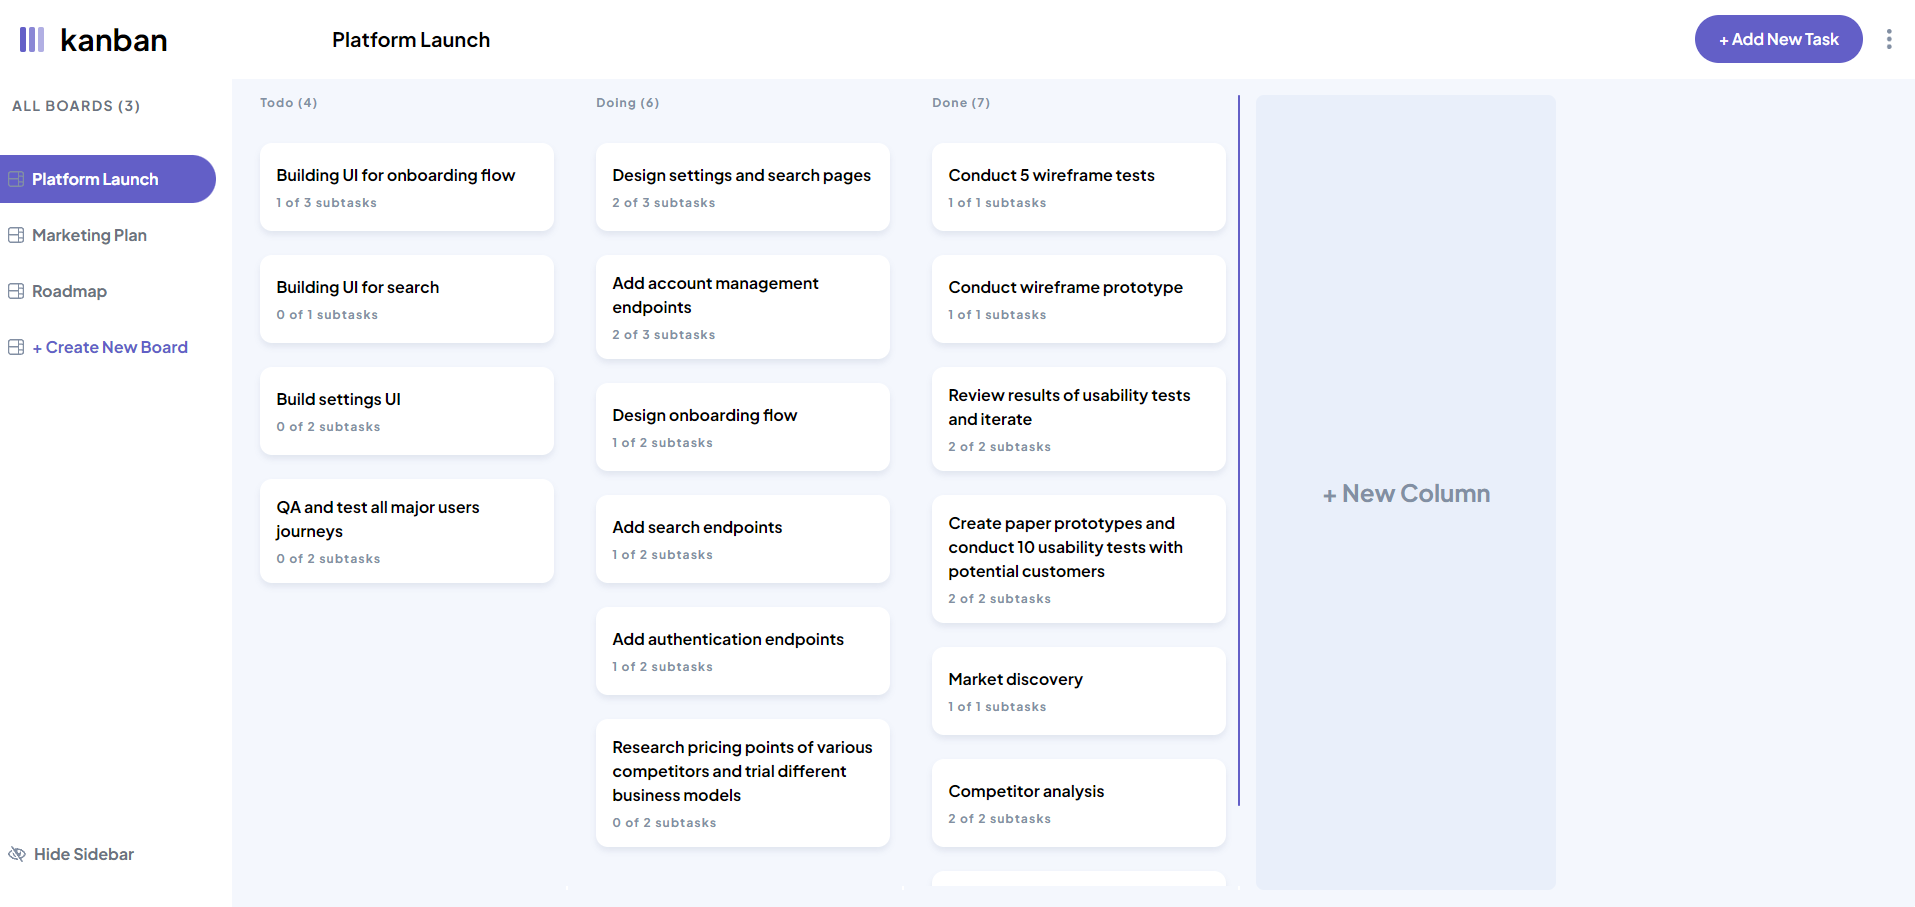 kanban
Platform Launch
+ Add New Task
ALL BOARDS (3)
Platform Launch
Marketing Plan
Roadmap
+ Create New Board
Hide Sidebar
Todo (4)
Building UI for onboarding flow
1 of 3 subtasks
Building UI for search
0 of 1 subtasks
Build settings UI
0 of 2 subtasks
QA and test all major users
journeys
0 of 2 subtasks
Doing (6)
Design settings and search pages
2 of 3 subtasks
Add account management
endpoints
2 of 3 subtasks
Design onboarding flow
1 of 2 subtasks
Add search endpoints
1 of 2 subtasks
Add authentication endpoints
1 of 2 subtasks
Research pricing points of various
competitors and trial different
business models
0 of 2 subtasks
Done (7)
Conduct 5 wireframe tests
1 of 1 subtasks
Conduct wireframe prototype
1 of 1 subtasks
Review results of usability tests
and iterate
2 of 2 subtasks
Create paper prototypes and
conduct 10 usability tests with
potential customers
2 of 2 subtasks
Market discovery
1 of 1 subtasks
Competitor analysis
2 of 2 subtasks
+ New Column